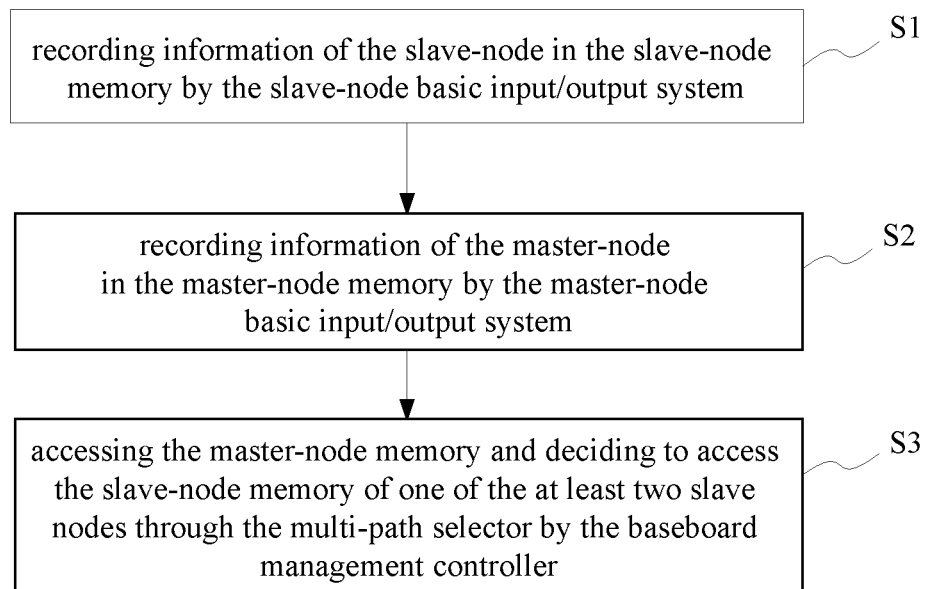 recording information of the slave-node in the slave-node
memory by the slave-node basic input/output system
S1
recording information of the master-node
in the master-node memory by the master-node
basic input/output system
S2
accessing the master-node memory and deciding to access
the slave-node memory of one of the at least two slave
nodes through the multi-path selector by the baseboard
management controller
S3